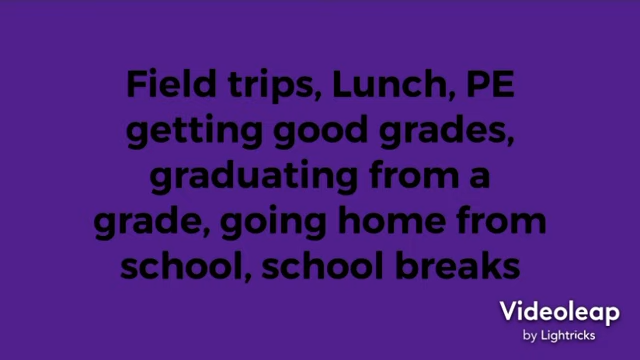 Field trips, Lunch, PE
getting good grades,
graduating from a
grade, going home from
school, school breaks
Videoleap
by Lightricks